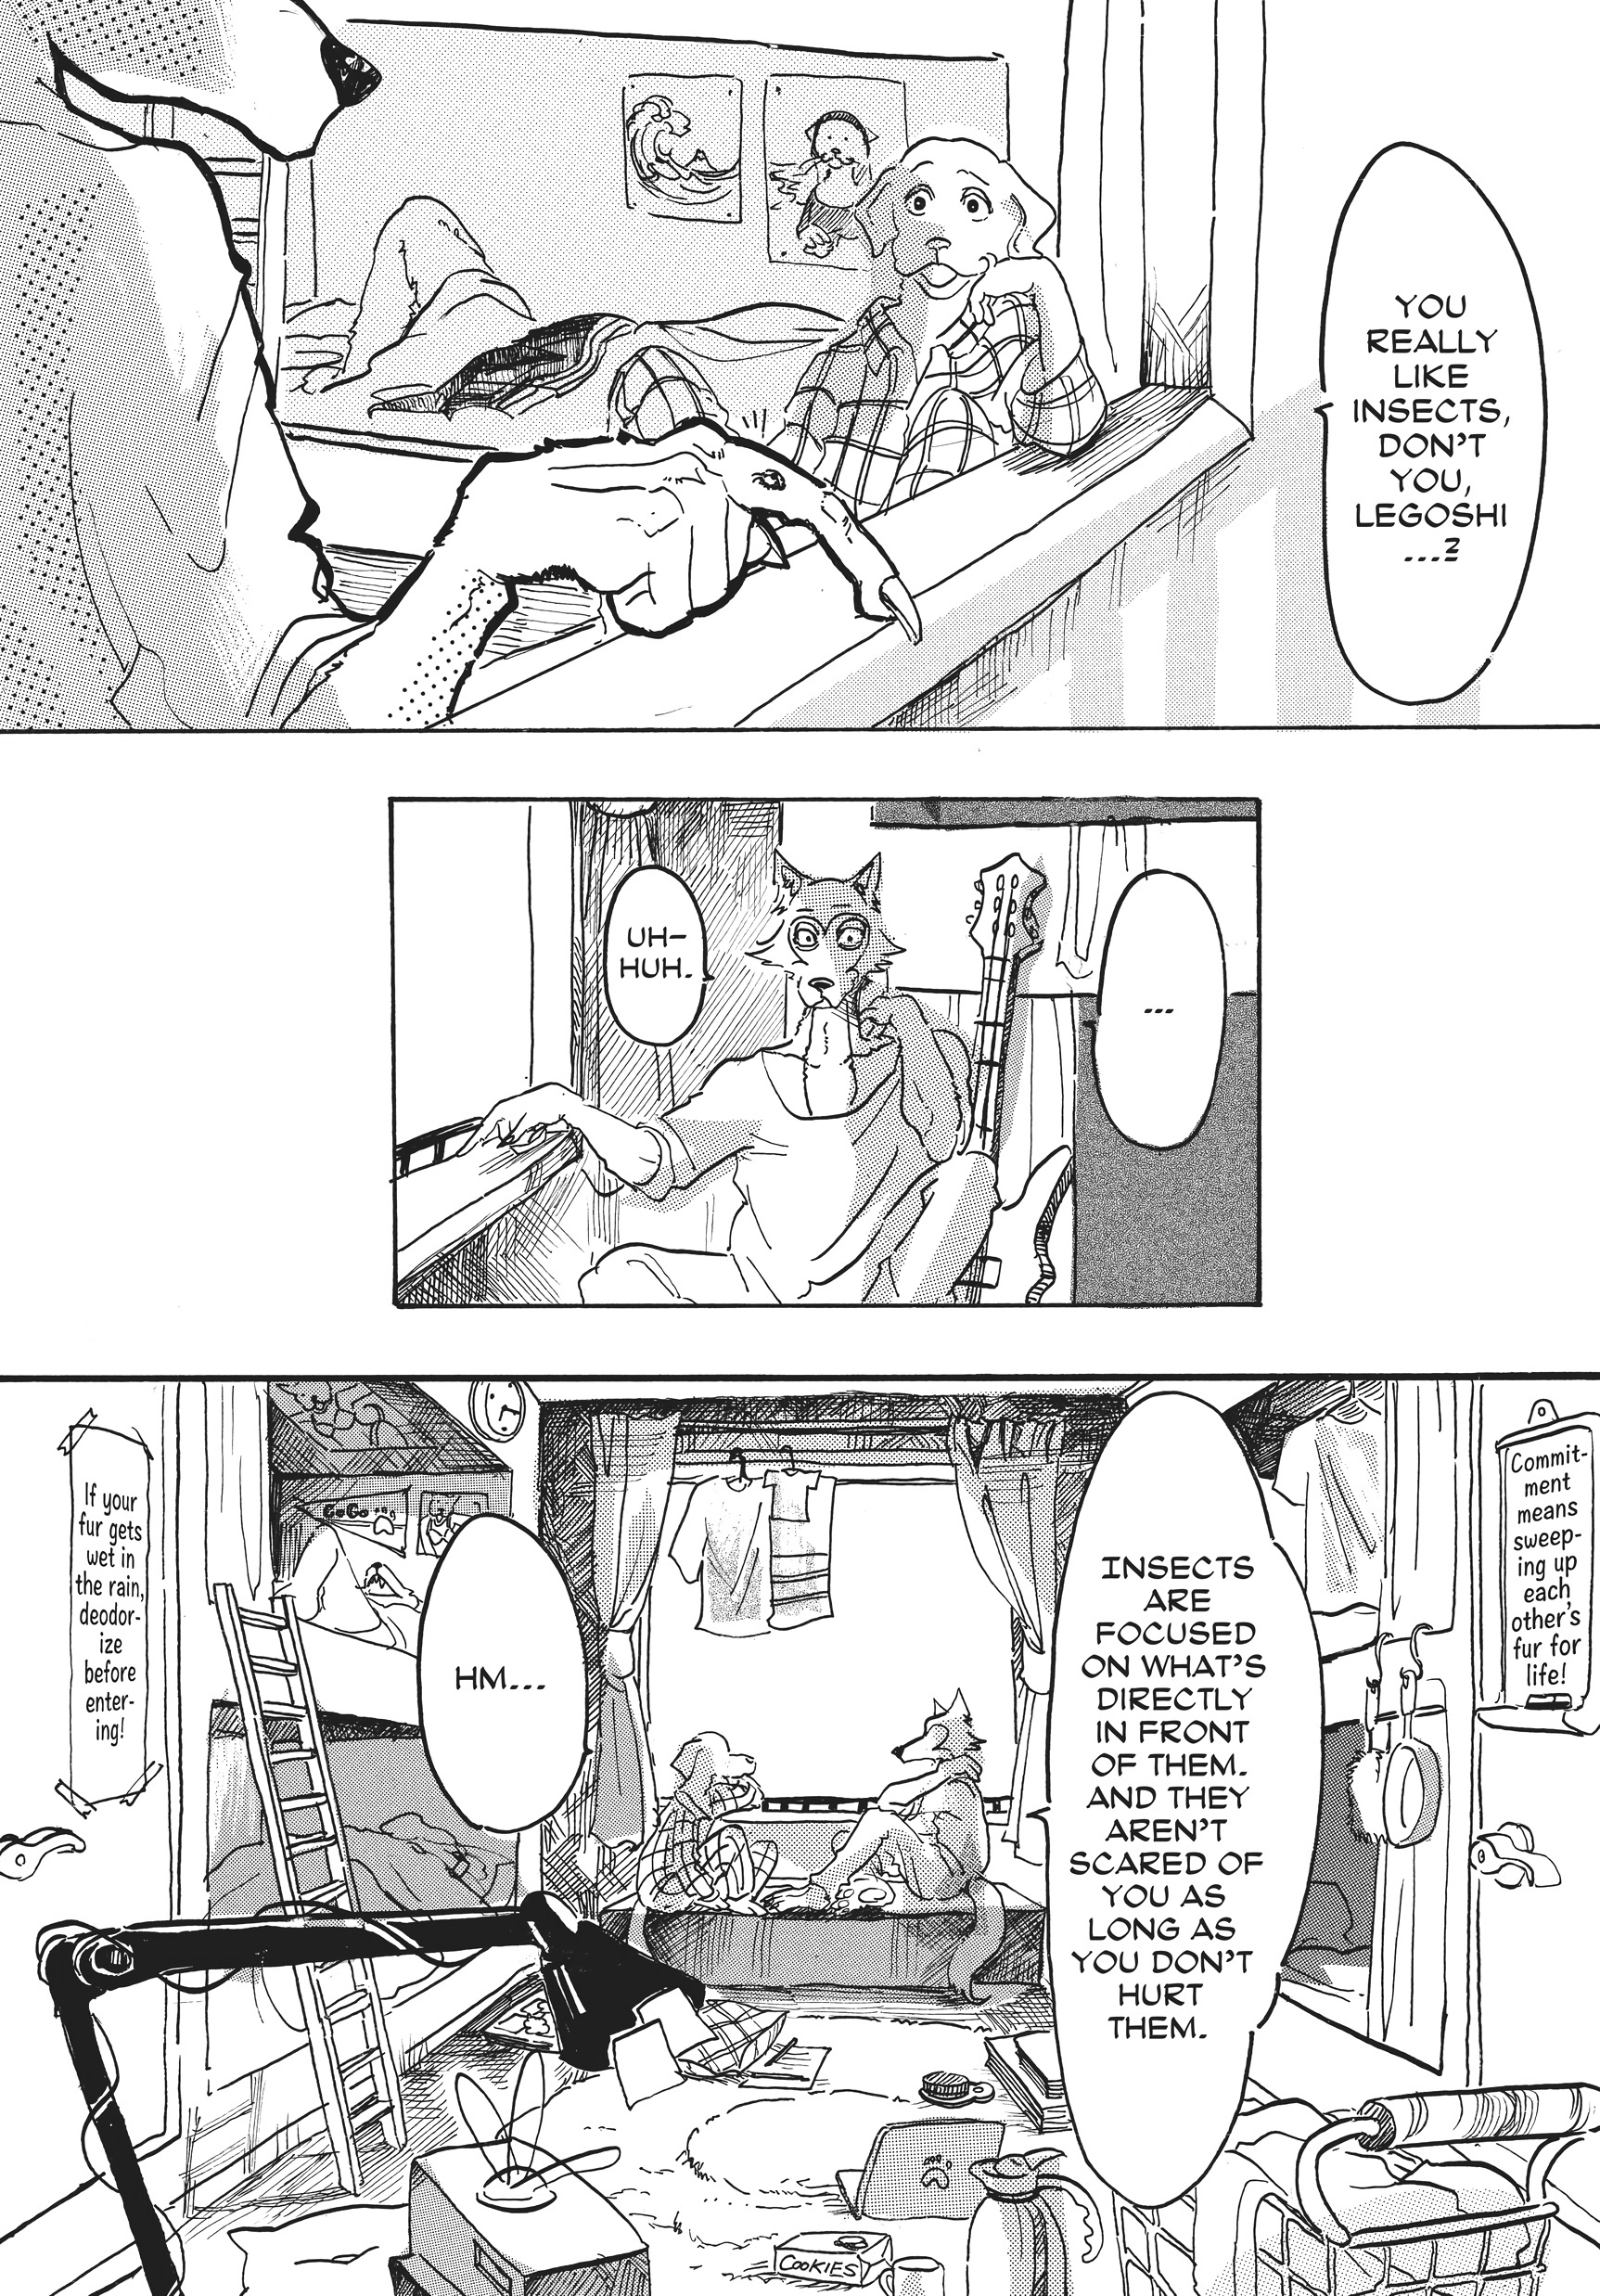 YOU
REALLY
LIKE
INSECTS,
DON'T
YOU,
LEGOSHI
...?
...
UH-
HUH.
INSECTS
ARE
FOCUSED
ON WHAT'S
DIRECTLY
IN FRONT
OF THEM.
AND THEY
AREN'T
SCARED OF
YOU AS
LONG AS
YOU DON'T
HURT
THEM.
HM...
Commit-
ment
means
sweep-
ing up
each
other's
fur for
life!
If your
fur gets
wet in
the rain,
deodor-
ize
before
enter-
ing!
GoGo
COOKIES